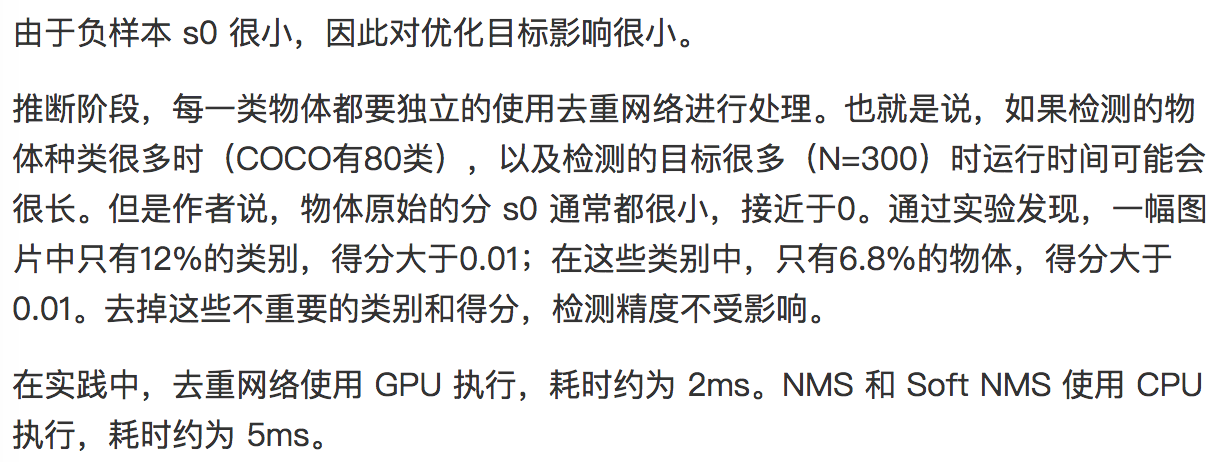 由于负样本 s0 很小，因此对优化目标影响很小。
推断阶段，每一类物体都要独立的使用去重网络进行处理。也就是说，如果检测的物
体种类很多时（COCO有80类），以及检测的目标很多（N=300）时运行时间可能会
很长。但是作者说，物体原始的分 s0 通常都很小，接近于0。通过实验发现，一幅图
片中只有12%的类别，得分大于0.01；在这些类别中，只有6.8%的物体，得分大于
0.01。去掉这些不重要的类别和得分，检测精度不受影响。
在实践中，去重网络使用 GPU 执行，耗时约为 2ms。NMS 和 Soft NMS 使用 CPU
执行，耗时约为 5ms。